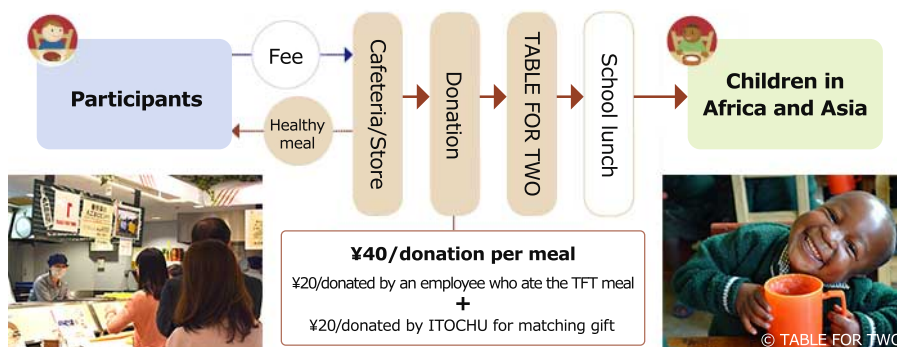 Participants
Fee
Healthy
meal
Cafeteria/Store
Donation
TABLE FOR TWO
School lunch
Children in
Africa and Asia
¥40/donation per meal
¥20/donated by an employee who ate the TFT meal
+
¥20/donated by ITOCHU for matching gift
© TABLE FOR TWO